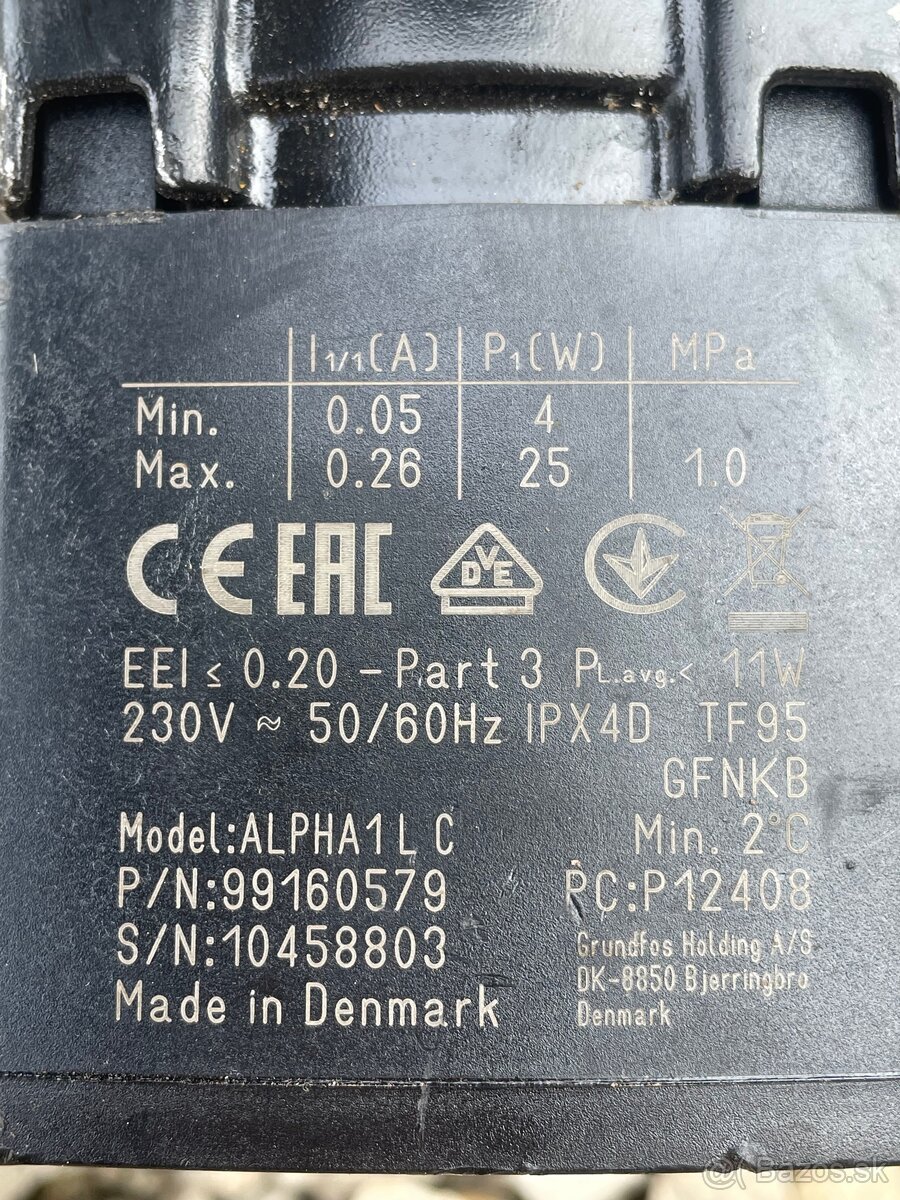 I1/1(A) P1(W) MPa
Min. 0.05 4
Max. 0.26 25 1.0
CE EAC VDE
EEI ≤ 0.20 – Part 3 PL.avg.< 11W
230V ≈ 50/60Hz IPX4D TF95
GFNKB
Model:ALPHA1 L C Min. 2°C
P/N:99160579 PC:P12408
S/N:10458803
Made in Denmark
Grundfos Holding A/S
DK-8850 Bjerringbro
Denmark
@Bazos.sk